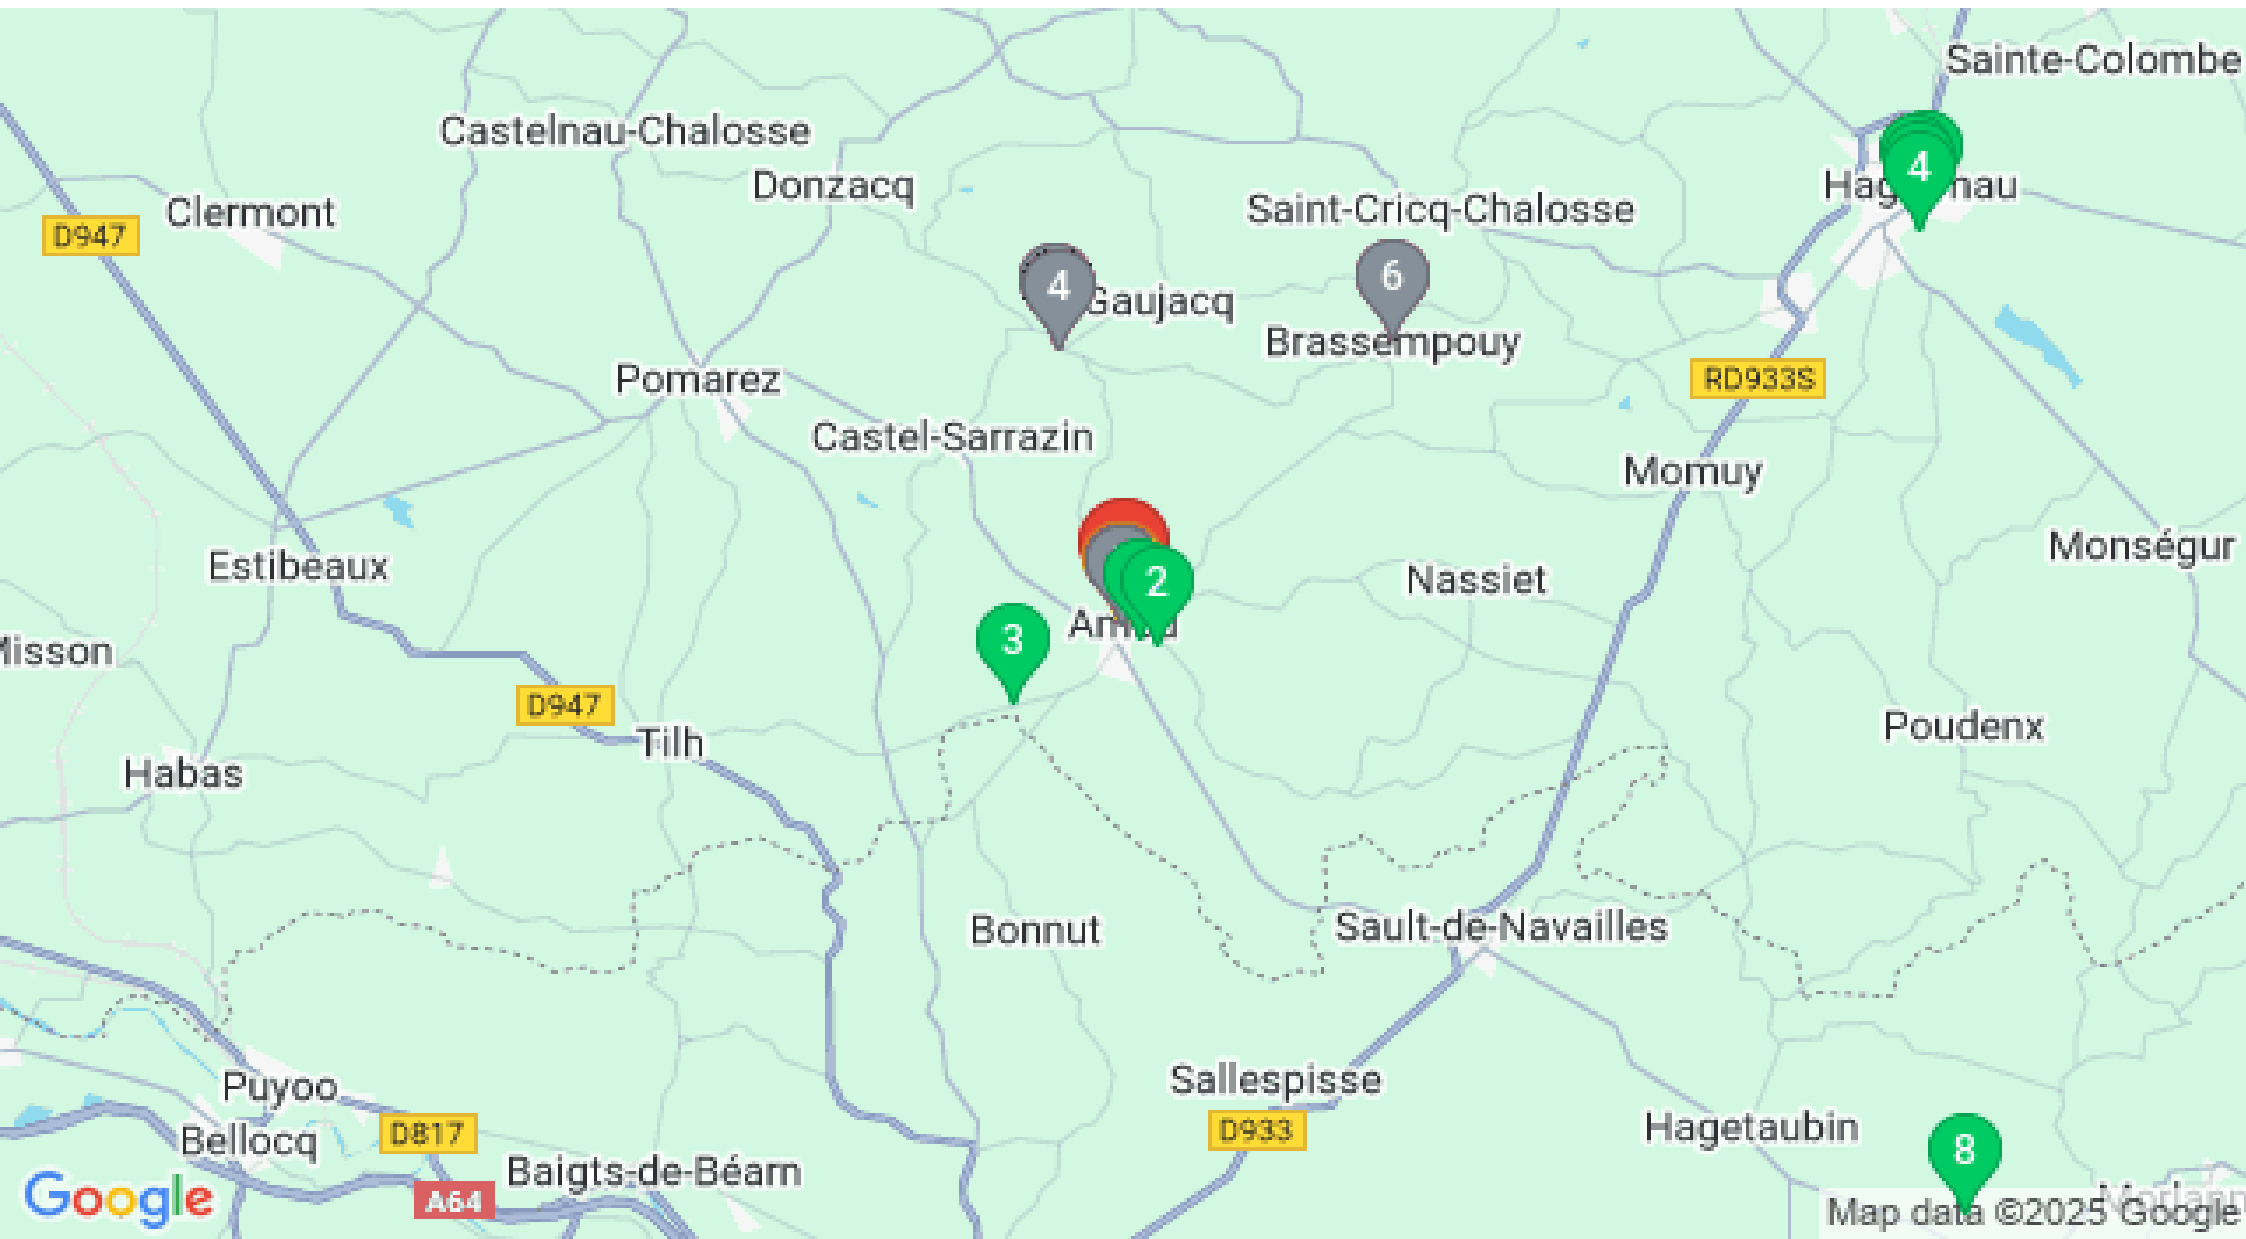 Sainte-Colombe
Castelnau-Chalosse
Donzacq
4
Clermont
Saint-Cricq-Chalosse
D947
4
Gaujacq
6
Brassempouy
Pomarez
RD933S
Castel-Sarrazin
Momuy
Monségur
Estibeaux
Nassiet
2
3
Misson
D947
Tilh
Poudenx
Habas
Bonnut
Sault-de-Navailles
Puyoo
Sallespisse
D817
D933
Hagetaubin
Bellocq
8
Baigts-de-Béarn
Google
A64
Map data ©2025 Google